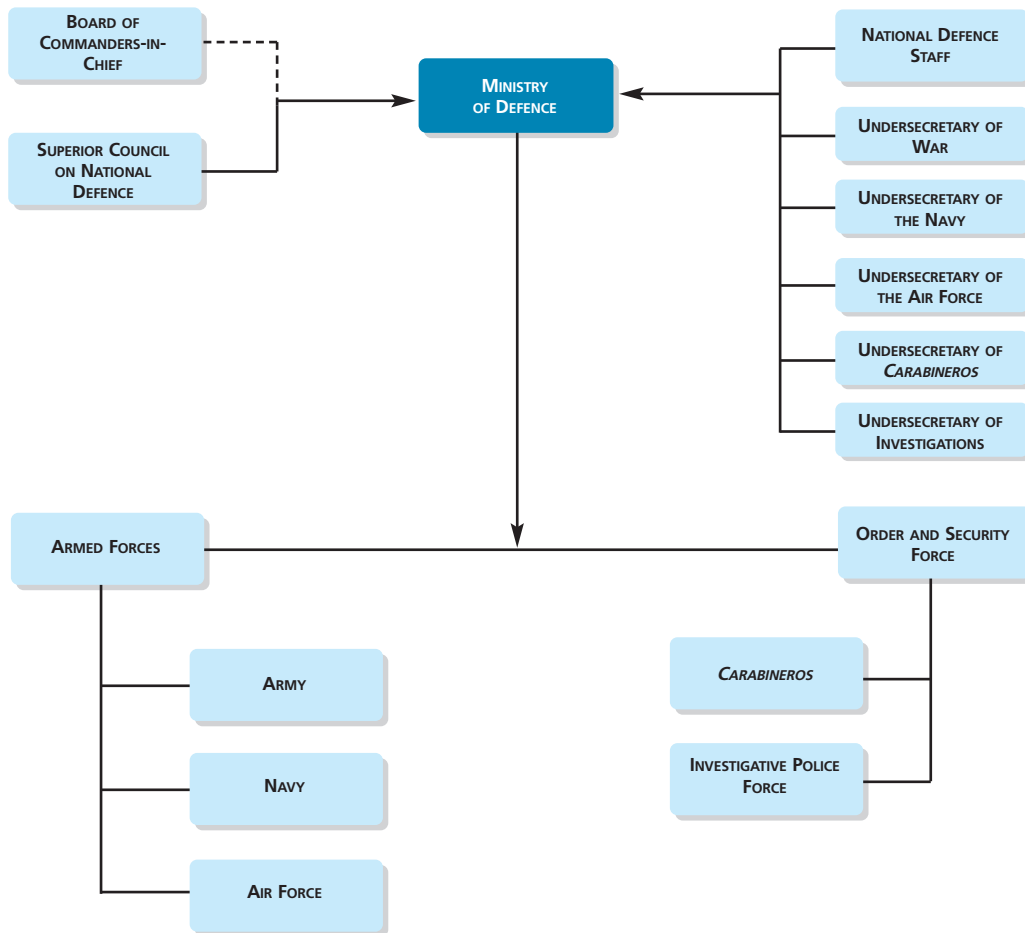 BOARD OF
COMMANDERS-IN-
CHIEF
SUPERIOR COUNCIL
ON NATIONAL
DEFENCE
MINISTRY
OF DEFENCE
NATIONAL DEFENCE
STAFF
UNDERSECRETARY OF
WAR
UNDERSECRETARY OF
THE NAVY
UNDERSECRETARY OF
THE AIR FORCE
UNDERSECRETARY OF
CARABINEROS
UNDERSECRETARY OF
INVESTIGATIONS
ARMED FORCES
ARMY
NAVY
AIR FORCE
ORDER AND SECURITY
FORCE
CARABINEROS
INVESTIGATIVE POLICE
FORCE